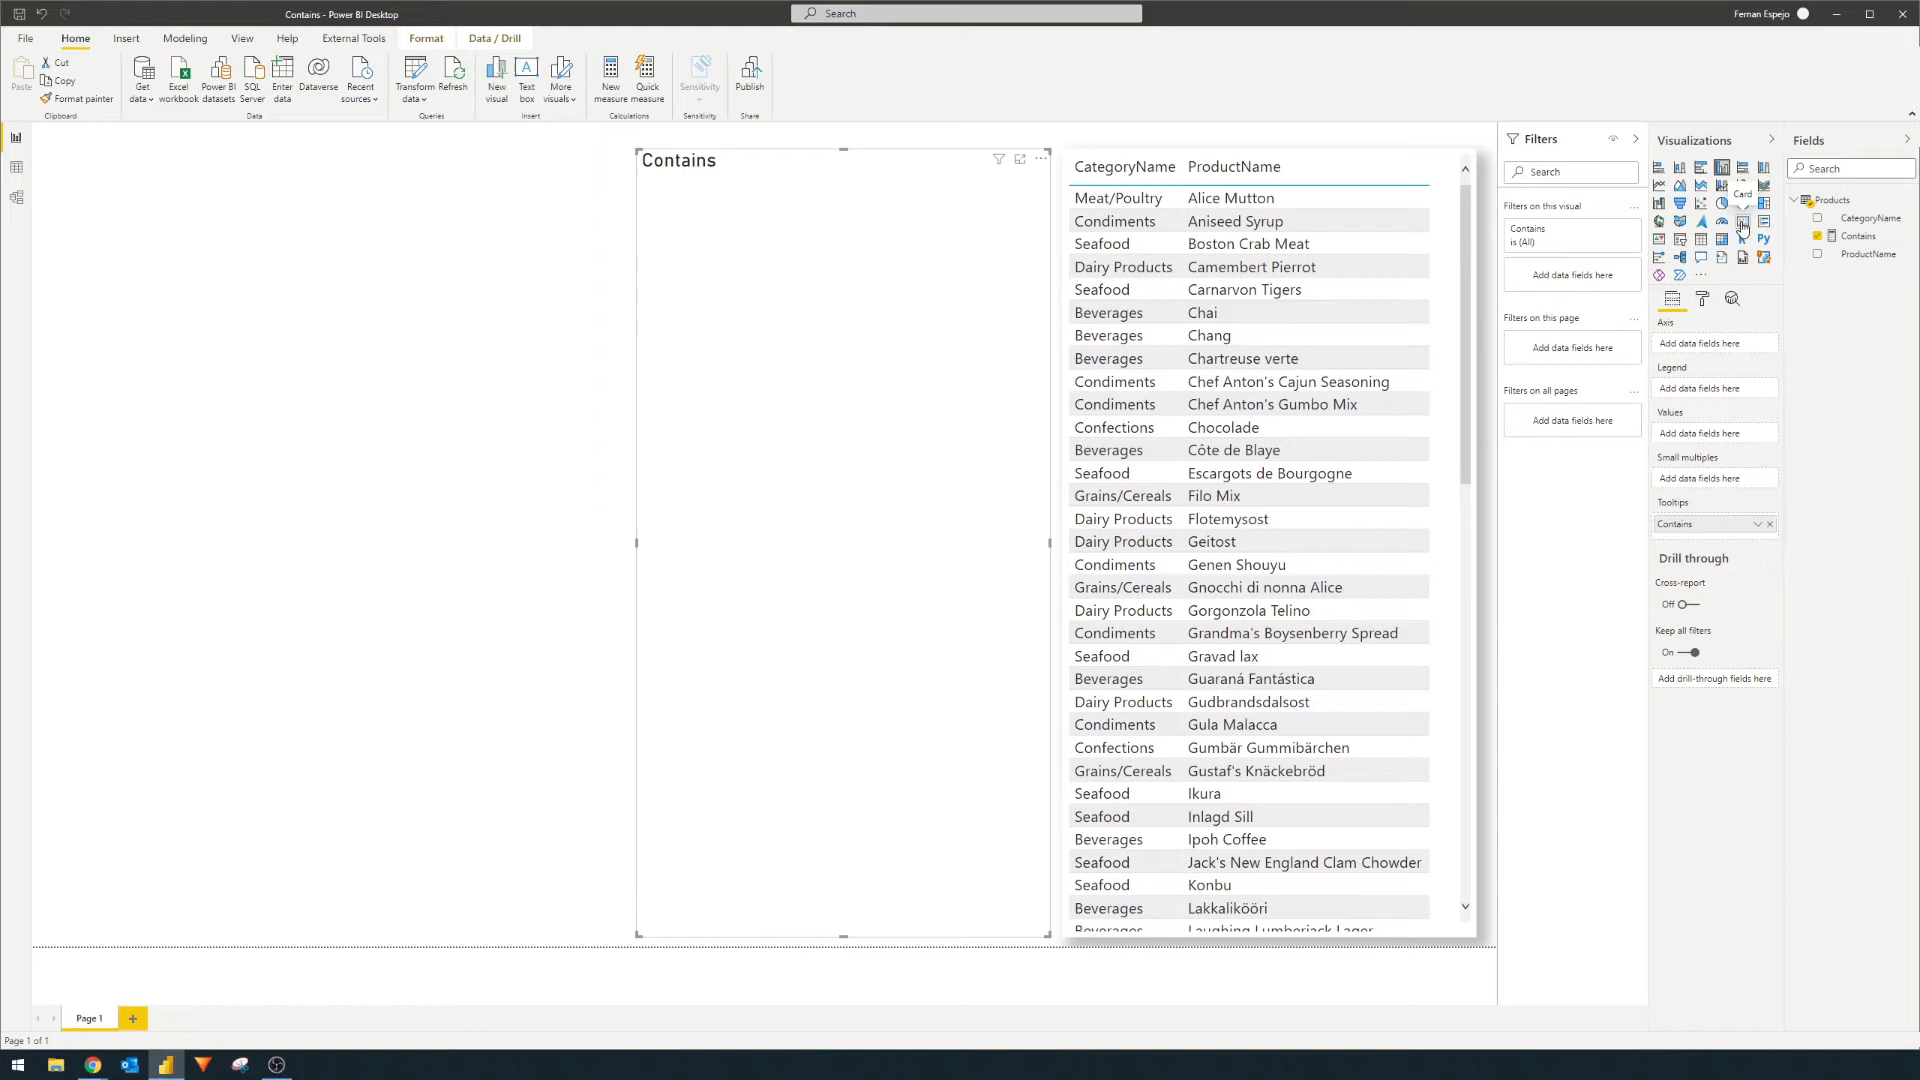 Contains - Power BI Desktop
Search
Fernan Espejo
File
Home
Insert
Modeling
View
Help
External Tools
Format
Data / Drill
Paste
Cut
Copy
Format painter
Clipboard
Get data
Excel workbook
Power BI datasets
SQL Server
Enter data
Dataverse
Recent sources
Data
Transform data
Refresh
Queries
New visual
Text box
More visuals
Insert
New measure
Quick measure
Calculations
Sensitivity
Sensitivity
Publish
Share
Contains
CategoryName ProductName
Meat/Poultry Alice Mutton
Condiments Aniseed Syrup
Seafood Boston Crab Meat
Dairy Products Camembert Pierrot
Seafood Carnarvon Tigers
Beverages Chai
Beverages Chang
Beverages Chartreuse verte
Condiments Chef Anton's Cajun Seasoning
Condiments Chef Anton's Gumbo Mix
Confections Chocolade
Beverages Côte de Blaye
Seafood Escargots de Bourgogne
Grains/Cereals Filo Mix
Dairy Products Flotemysost
Dairy Products Geitost
Condiments Genen Shouyu
Grains/Cereals Gnocchi di nonna Alice
Dairy Products Gorgonzola Telino
Condiments Grandma's Boysenberry Spread
Seafood Gravad lax
Beverages Guaraná Fantástica
Dairy Products Gudbrandsdalsost
Condiments Gula Malacca
Confections Gumbär Gummibärchen
Grains/Cereals Gustaf's Knäckebröd
Seafood Ikura
Seafood Inlagd Sill
Beverages Ipoh Coffee
Seafood Jack's New England Clam Chowder
Seafood Konbu
Beverages Lakkalikööri
Beverages Laughing Lumberjack Lager
Filters
Search
Filters on this visual
Contains
is (All)
Add data fields here
Filters on this page
Add data fields here
Filters on all pages
Add data fields here
Visualizations
Card
Py
Axis
Add data fields here
Legend
Add data fields here
Values
Add data fields here
Small multiples
Add data fields here
Tooltips
Contains
Drill through
Cross-report
Off
Keep all filters
On
Add drill-through fields here
Fields
Search
Products
CategoryName
Contains
ProductName
Page 1
Page 1 of 1